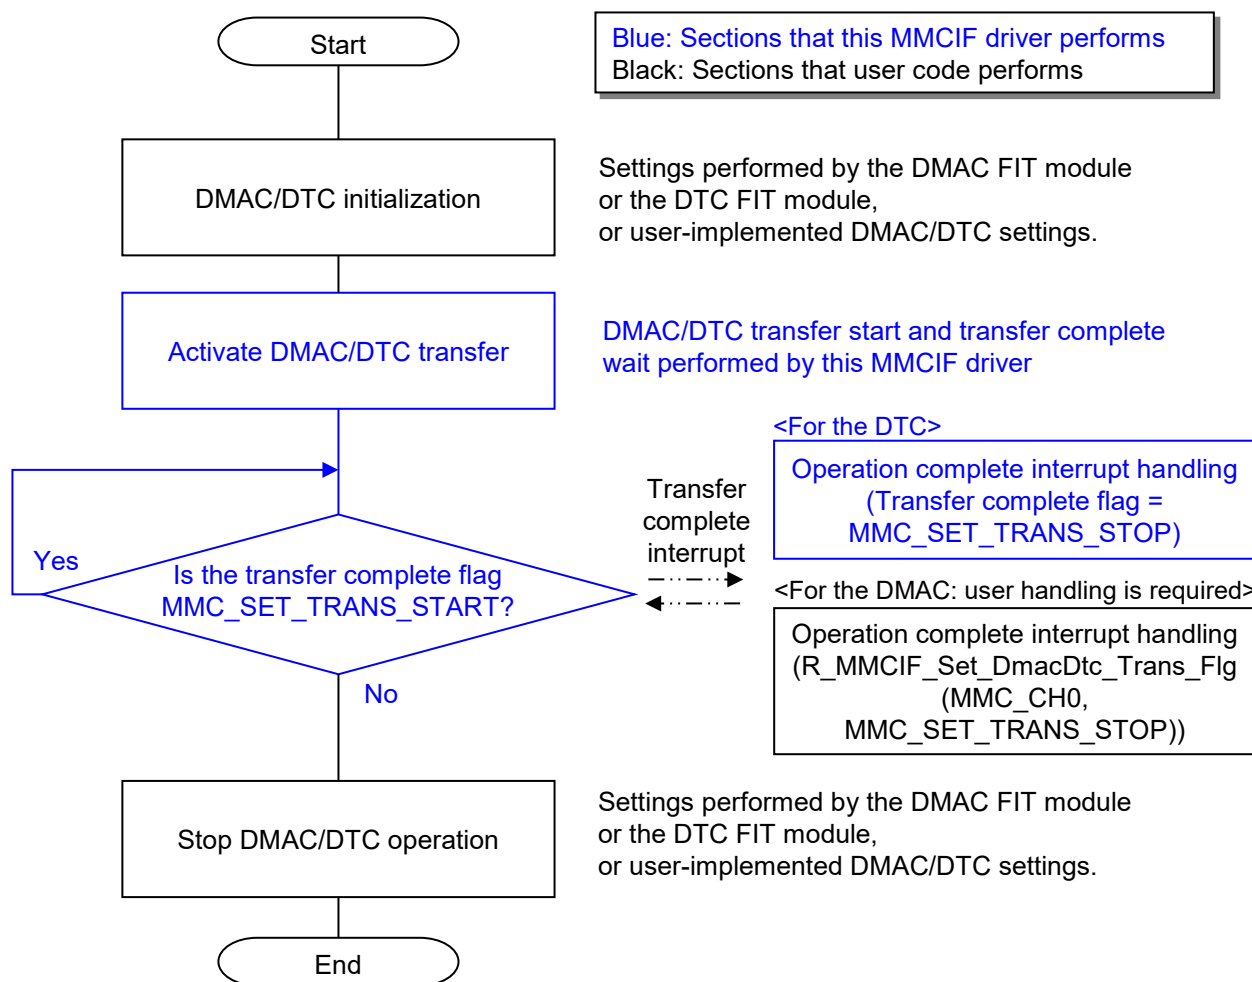 Start
Blue: Sections that this MMCIF driver performs
Black: Sections that user code performs
DMAC/DTC initialization
Settings performed by the DMAC FIT module
or the DTC FIT module,
or user-implemented DMAC/DTC settings.
Activate DMAC/DTC transfer
DMAC/DTC transfer start and transfer complete
wait performed by this MMCIF driver
<For the DTC>
Operation complete interrupt handling
(Transfer complete flag =
MMC_SET_TRANS_STOP)
Transfer
complete
interrupt
Yes
Is the transfer complete flag
MMC_SET_TRANS_START?
<For the DMAC: user handling is required>
Operation complete interrupt handling
(R_MMCIF_Set_DmacDtc_Trans_Flg
(MMC_CH0,
MMC_SET_TRANS_STOP))
No
Stop DMAC/DTC operation
Settings performed by the DMAC FIT module
or the DTC FIT module,
or user-implemented DMAC/DTC settings.
End